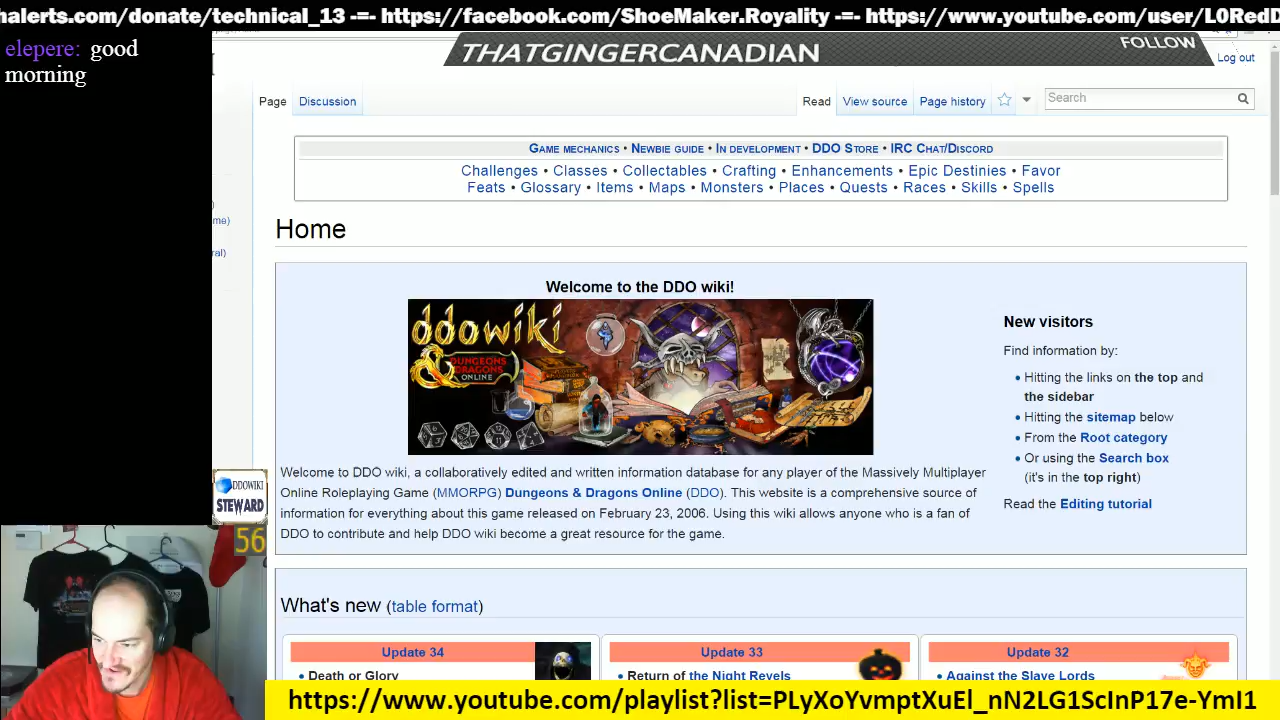 halerts.com/donate/technical_13 -=- https://facebook.com/ShoeMaker.Royality -=- https://www.youtube.com/user/L0RedD
elepere: good
morning
THATGINGERCANADIAN
FOLLOW
Log out
Page Discussion Read View source Page history Search
GAME MECHANICS • NEWBIE GUIDE • IN DEVELOPMENT • DDO STORE • IRC CHAT/DISCORD
Challenges • Classes • Collectables • Crafting • Enhancements • Epic Destinies • Favor
Feats • Glossary • Items • Maps • Monsters • Places • Quests • Races • Skills • Spells
me)
ral)
Home
Welcome to the DDO wiki!
ddowiki
&
DUNGEONS
DRAGONS
ONLINE
Welcome to DDO wiki, a collaboratively edited and written information database for any player of the Massively Multiplayer
Online Roleplaying Game (MMORPG) Dungeons & Dragons Online (DDO). This website is a comprehensive source of
information for everything about this game released on February 23, 2006. Using this wiki allows anyone who is a fan of
DDO to contribute and help DDO wiki become a great resource for the game.
New visitors
Find information by:
• Hitting the links on the top and
the sidebar
• Hitting the sitemap below
• From the Root category
• Or using the Search box
(it's in the top right)
Read the Editing tutorial
DDOWIKI
STEWARD
56
What's new (table format)
Update 34
• Death or Glory
Update 33
• Return of the Night Revels
Update 32
• Against the Slave Lords
https://www.youtube.com/playlist?list=PLyXoYvmptXuEl_nN2LG1ScInP17e-YmI1